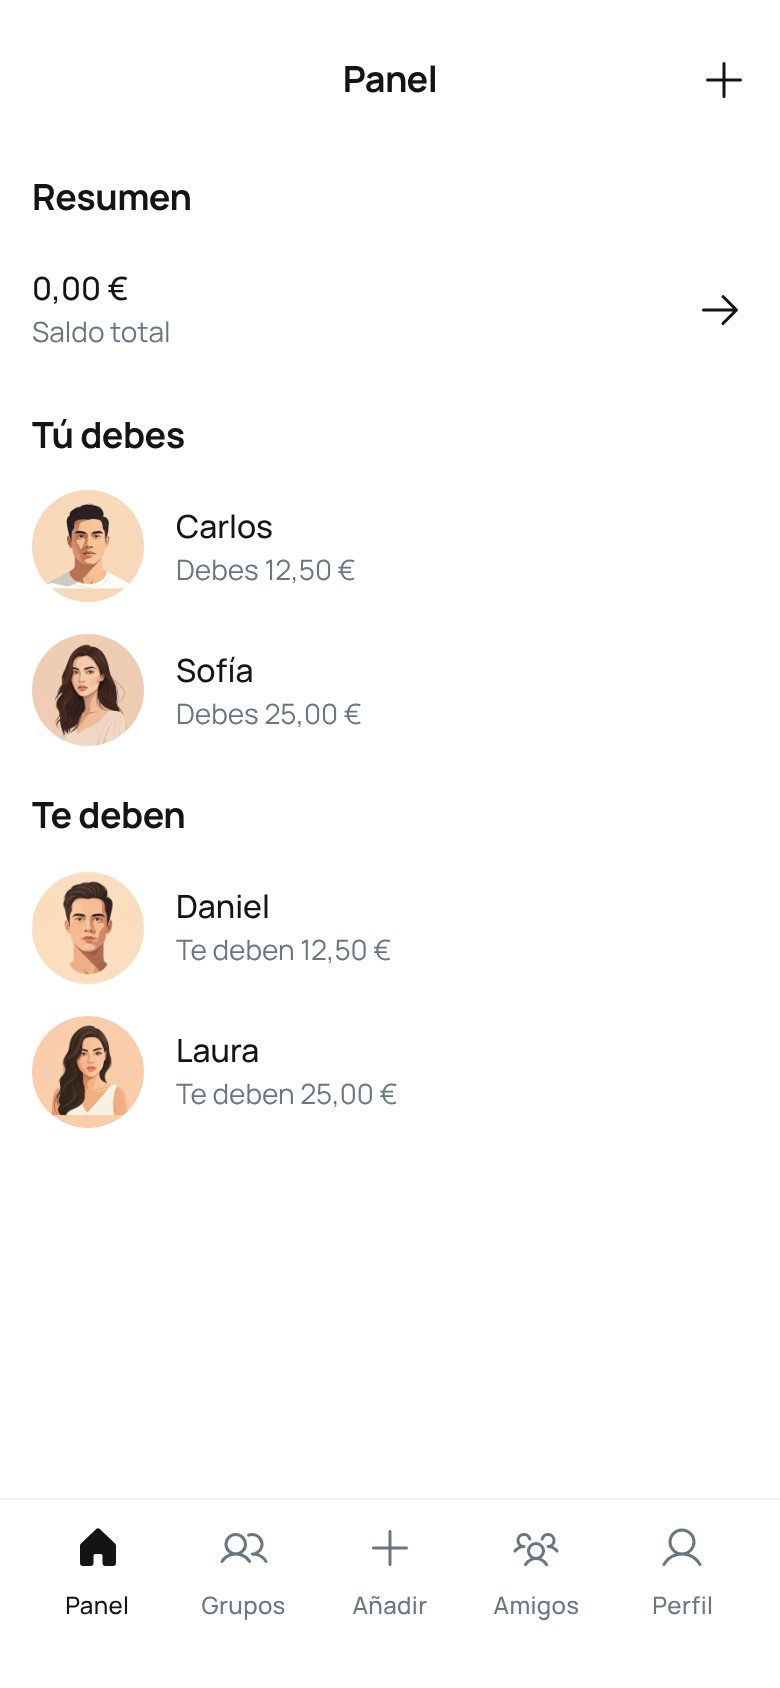 Panel
Resumen
0,00 €
Saldo total
Tú debes
Carlos
Debes 12,50 €
Sofía
Debes 25,00 €
Te deben
Daniel
Te deben 12,50 €
Laura
Te deben 25,00 €
Panel
Grupos
Añadir
Amigos
Perfil